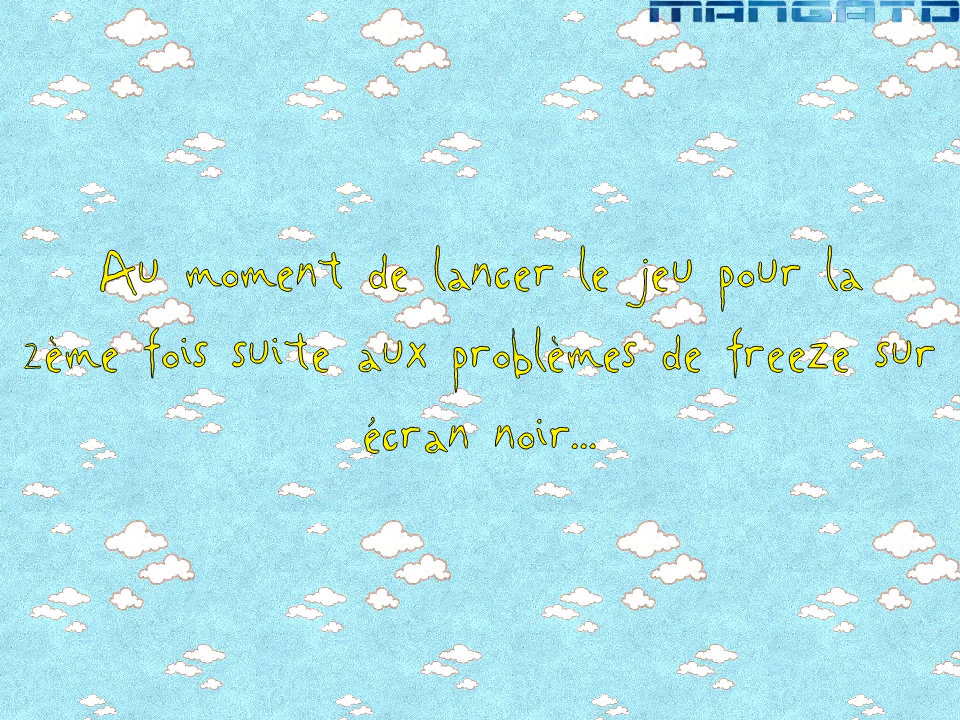 MANGATD
Au moment de lancer le jeu pour la
2ème fois suite aux problèmes de freeze sur
écran noir...